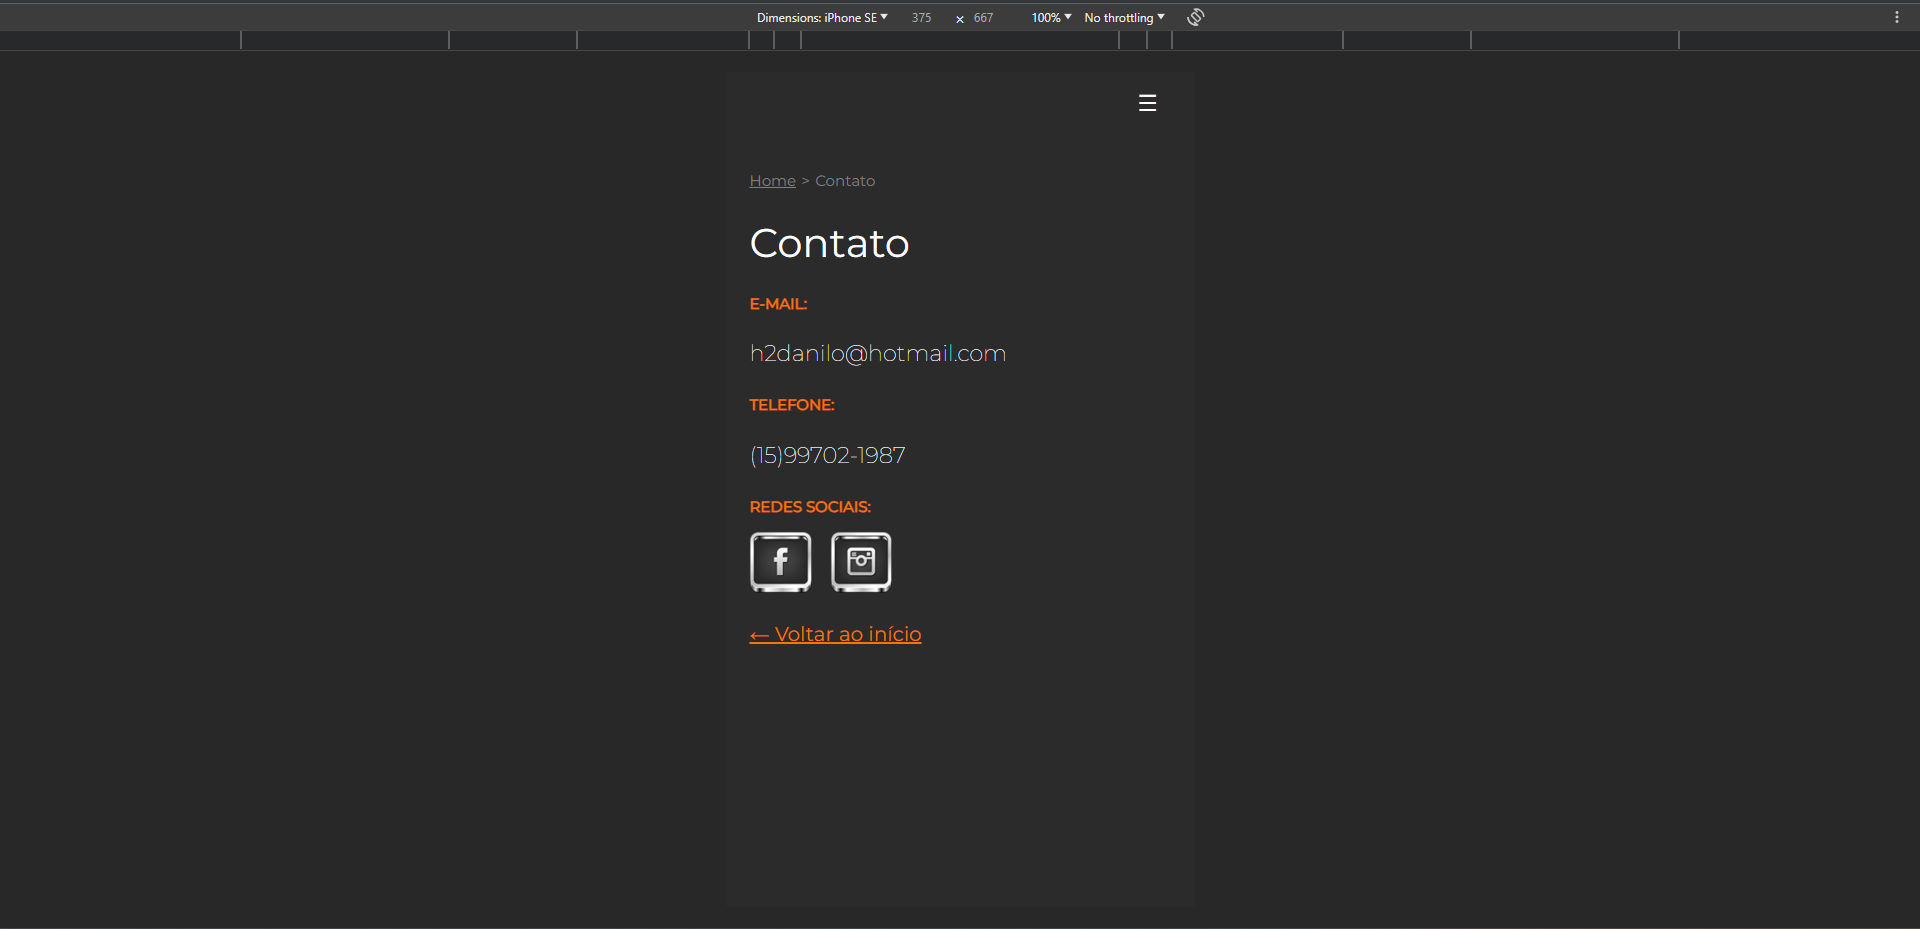 Dimensions: iPhone SE 375 × 667 100% No throttling
Home > Contato
Contato
E-MAIL:
h2danilo@hotmail.com
TELEFONE:
(15)99702-1987
REDES SOCIAIS:
← Voltar ao início